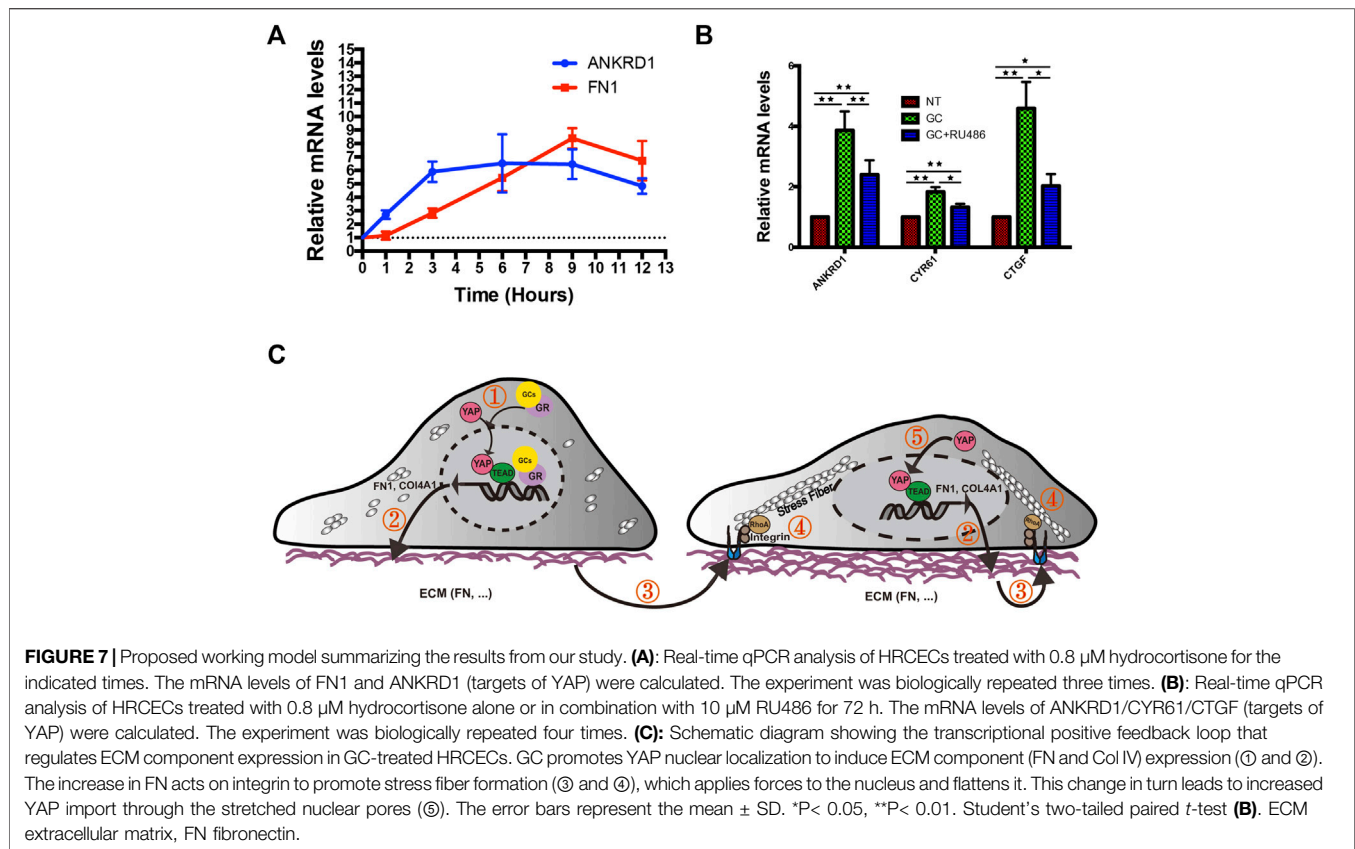 A
Relative mRNA levels
15
14
13
12
11
10
9
8
7
6
5
4
3
2
1
0 1 2 3 4 5 6 7 8 9 10 11 12 13
Time (Hours)
ANKRD1
FN1
B
Relative mRNA levels
6
4
2
0
NT
GC
GC+RU486
★★
★★ ★★
★★
★★ ★
★
★★ ★
ANKRD1
CYR61
CTGF
C
①
GCs
GR
YAP
YAP
TEAD
GCs
GR
FN1, COl4A1
②
ECM (FN, ...)
③
⑤
YAP
YAP
TEAD
FN1, COL4A1
Stress Fiber
④
RhoA
Integrin
④
RhoA
②
ECM (FN, ...)
③
FIGURE 7 | Proposed working model summarizing the results from our study. (A): Real-time qPCR analysis of HRCECs treated with 0.8 µM hydrocortisone for the
indicated times. The mRNA levels of FN1 and ANKRD1 (targets of YAP) were calculated. The experiment was biologically repeated three times. (B): Real-time qPCR
analysis of HRCECs treated with 0.8 µM hydrocortisone alone or in combination with 10 µM RU486 for 72 h. The mRNA levels of ANKRD1/CYR61/CTGF (targets of
YAP) were calculated. The experiment was biologically repeated four times. (C): Schematic diagram showing the transcriptional positive feedback loop that
regulates ECM component expression in GC-treated HRCECs. GC promotes YAP nuclear localization to induce ECM component (FN and Col IV) expression (① and ②).
The increase in FN acts on integrin to promote stress fiber formation (③ and ④), which applies forces to the nucleus and flattens it. This change in turn leads to increased
YAP import through the stretched nuclear pores (⑤). The error bars represent the mean ± SD. *P< 0.05, **P< 0.01. Student's two-tailed paired t-test (B). ECM
extracellular matrix, FN fibronectin.